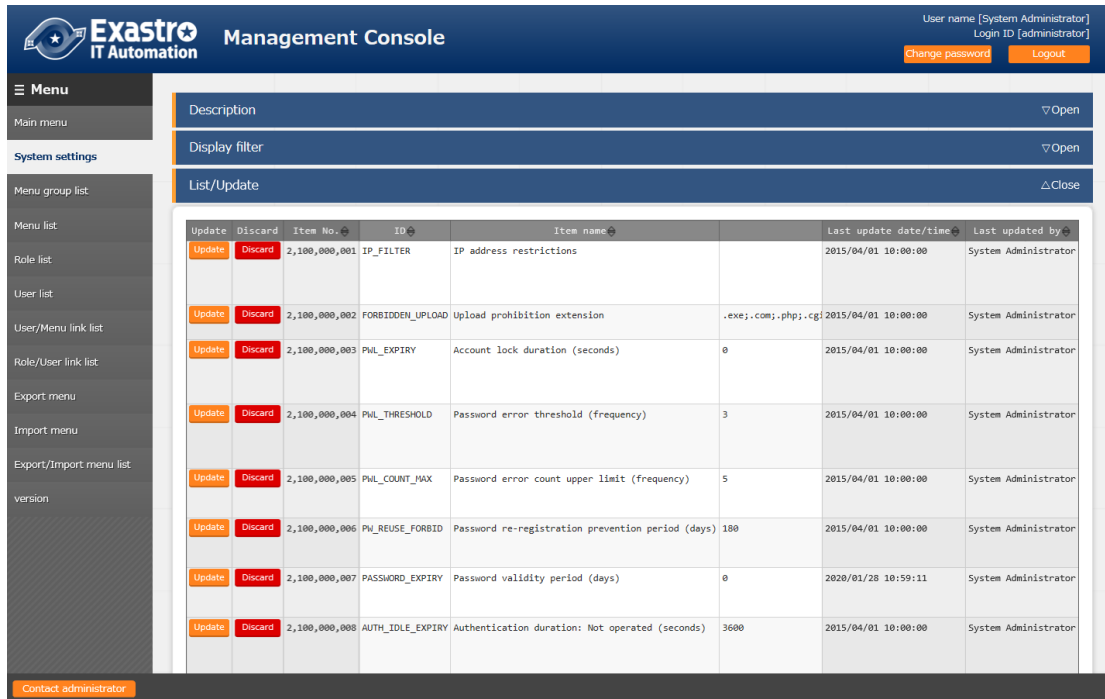 Exastro
IT Automation
Management Console
User name [System Administrator]
Login ID [administrator]
Change password Logout
☰ Menu
Main menu
System settings
Menu group list
Menu list
Role list
User list
User/Menu link list
Role/User link list
Export menu
Import menu
Export/Import menu list
version
Description ▽Open
Display filter ▽Open
List/Update △Close
Update Discard Item No. ID Item name Last update date/time Last updated by
Update Discard 2,100,000,001 IP_FILTER IP address restrictions 2015/04/01 10:00:00 System Administrator
Update Discard 2,100,000,002 FORBIDDEN_UPLOAD Upload prohibition extension .exe;.com;.php;.cgi 2015/04/01 10:00:00 System Administrator
Update Discard 2,100,000,003 PWL_EXPIRY Account lock duration (seconds) 0 2015/04/01 10:00:00 System Administrator
Update Discard 2,100,000,004 PWL_THRESHOLD Password error threshold (frequency) 3 2015/04/01 10:00:00 System Administrator
Update Discard 2,100,000,005 PWL_COUNT_MAX Password error count upper limit (frequency) 5 2015/04/01 10:00:00 System Administrator
Update Discard 2,100,000,006 PW_REUSE_FORBID Password re-registration prevention period (days) 180 2015/04/01 10:00:00 System Administrator
Update Discard 2,100,000,007 PASSWORD_EXPIRY Password validity period (days) 0 2020/01/28 10:59:11 System Administrator
Update Discard 2,100,000,008 AUTH_IDLE_EXPIRY Authentication duration: Not operated (seconds) 3600 2015/04/01 10:00:00 System Administrator
Contact administrator